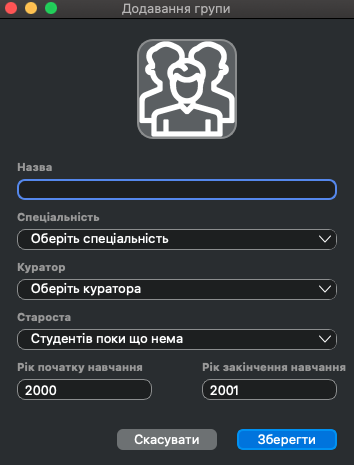 Додавання групи
Назва
Спеціальність
Оберіть спеціальність
Куратор
Оберіть куратора
Староста
Студентів поки що нема
Рік початку навчання Рік закінчення навчання
2000 2001
Скасувати Зберегти